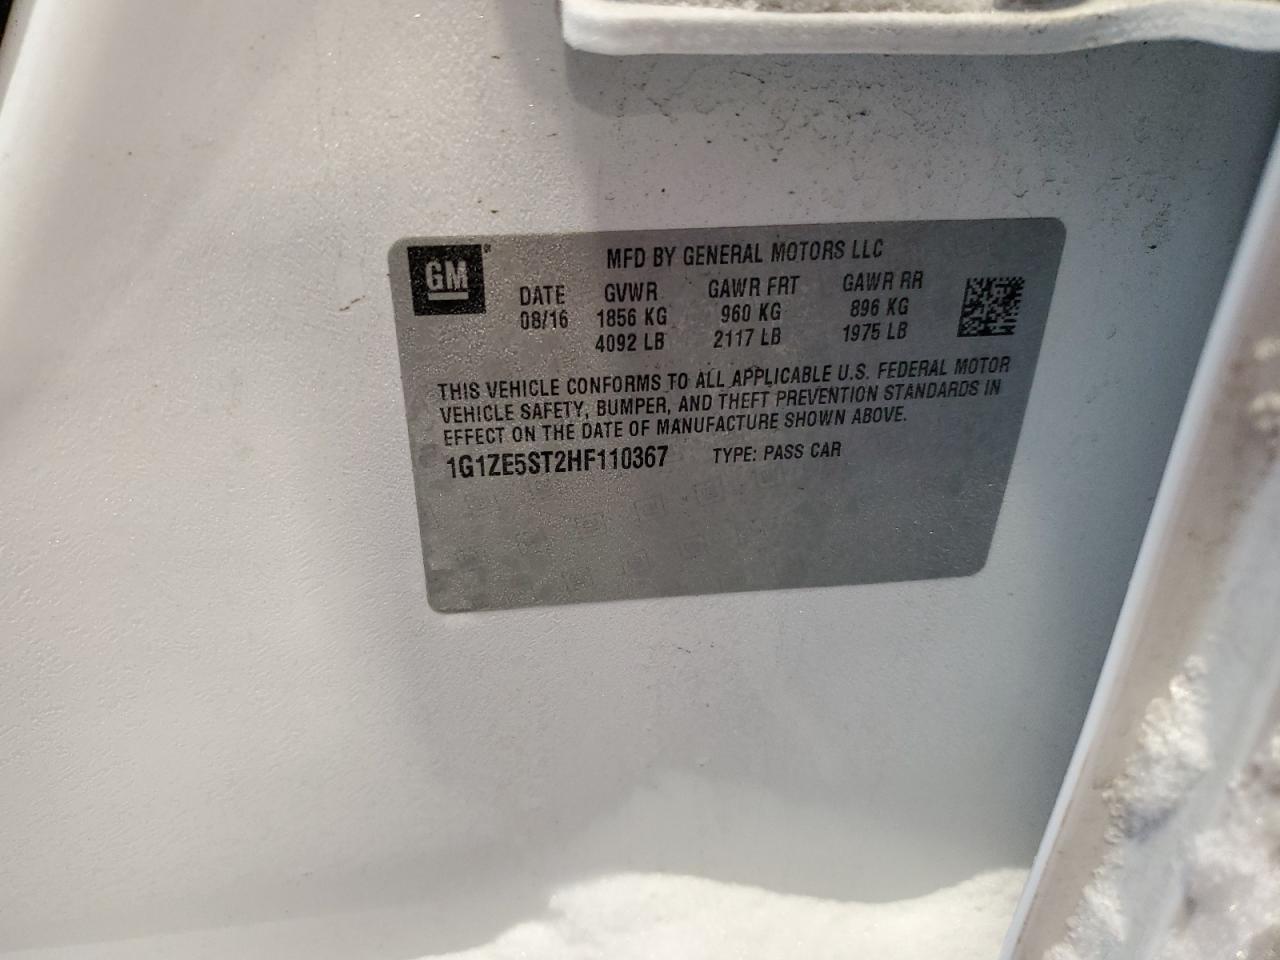 GM
MFD BY GENERAL MOTORS LLC
DATE GVWR GAWR FRT GAWR RR
08/16 1856 KG 960 KG 896 KG
4092 LB 2117 LB 1975 LB
THIS VEHICLE CONFORMS TO ALL APPLICABLE U.S. FEDERAL MOTOR
VEHICLE SAFETY, BUMPER, AND THEFT PREVENTION STANDARDS IN
EFFECT ON THE DATE OF MANUFACTURE SHOWN ABOVE.
1G1ZE5ST2HF110367 TYPE: PASS CAR